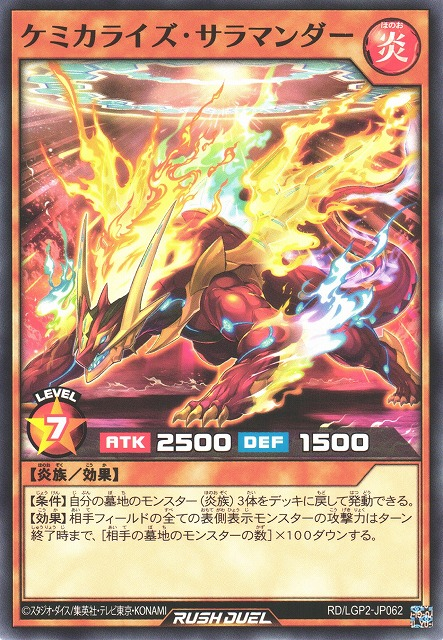 ケミカライズ・サラマンダー
ほのお
炎
LEVEL
7
ATK 2500 DEF 1500
【炎族／効果】
【条件】自分の墓地のモンスター（炎族）3体をデッキに戻して発動できる。
【効果】相手フィールドの全ての表側表示モンスターの攻撃力はターン
終了時まで、［相手の墓地のモンスターの数］×100ダウンする。
©スタジオ・ダイス/集英社・テレビ東京・KONAMI
RUSH DUEL
RD/LGP2-JP062